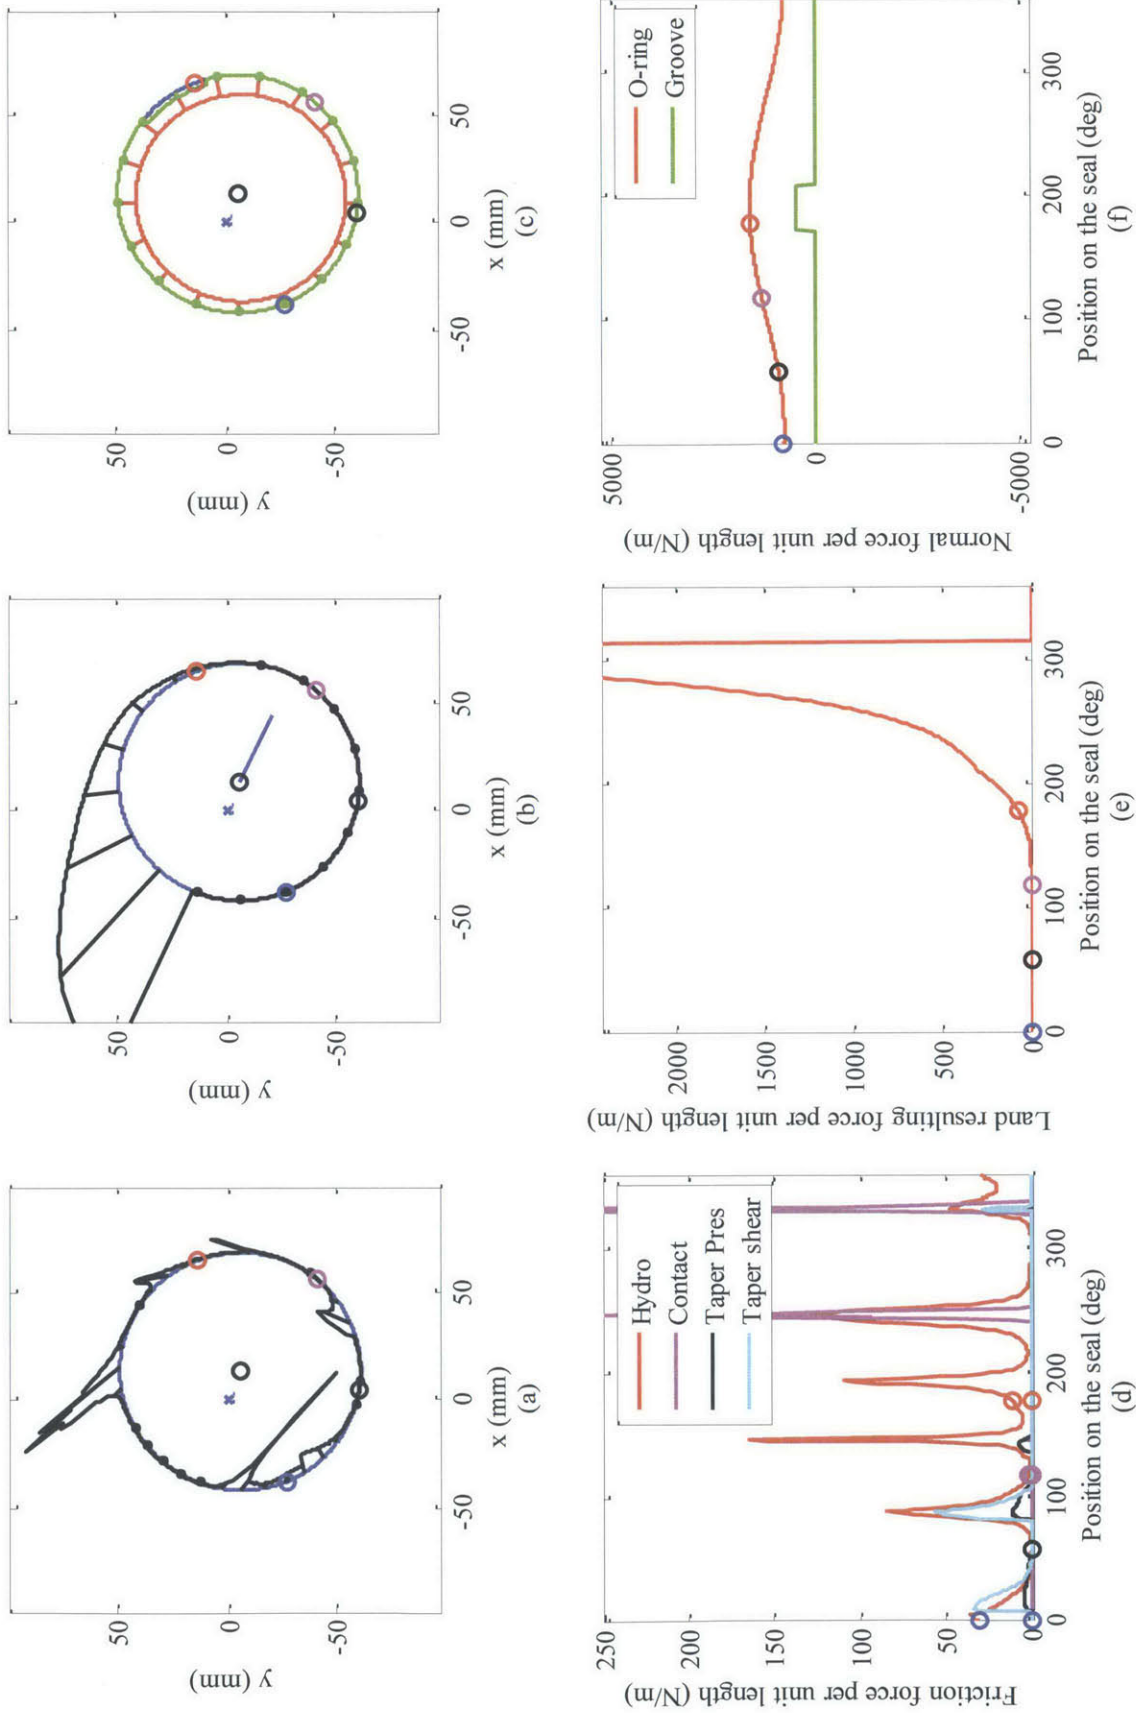 50
0
-50
y (mm)
-50
0
50
x (mm)
(a)
50
0
-50
y (mm)
-50
0
50
x (mm)
(b)
50
0
-50
y (mm)
-50
0
50
x (mm)
(c)
250
200
150
100
50
0
Friction force per unit length (N/m)
Hydro
Contact
Taper Pres
Taper shear
0
100
200
300
Position on the seal (deg)
(d)
2000
1500
1000
500
0
Land resulting force per unit length (N/m)
0
100
200
300
Position on the seal (deg)
(e)
5000
0
-5000
Normal force per unit length (N/m)
O-ring
Groove
0
100
200
300
Position on the seal (deg)
(f)